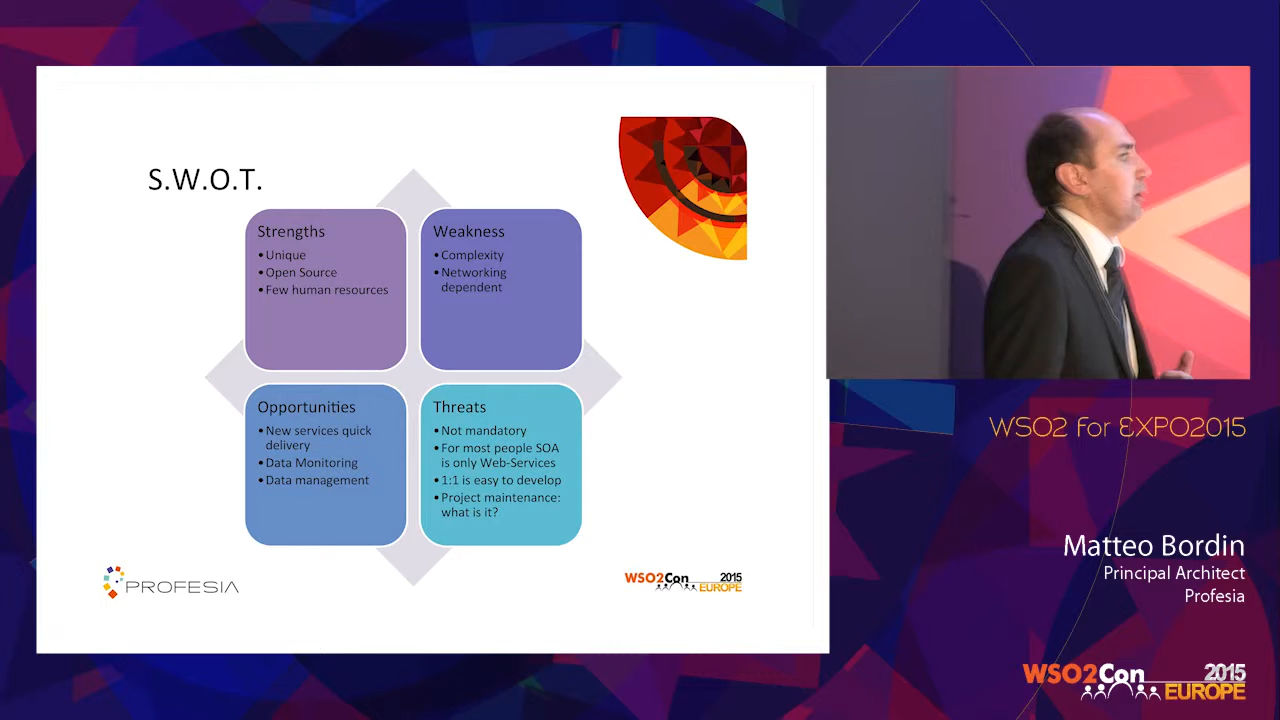 S.W.O.T.
Strengths
•Unique
•Open Source
•Few human resources
Weakness
•Complexity
•Networking
dependent
Opportunities
•New services quick
delivery
•Data Monitoring
•Data management
Threats
•Not mandatory
•For most people SOA
is only Web-Services
•1:1 is easy to develop
•Project maintenance:
what is it?
PROFESIA
WSO2Con 2015
EUROPE
WSO2 for EXPO2015
Matteo Bordin
Principal Architect
Profesia
WSO2Con 2015
EUROPE